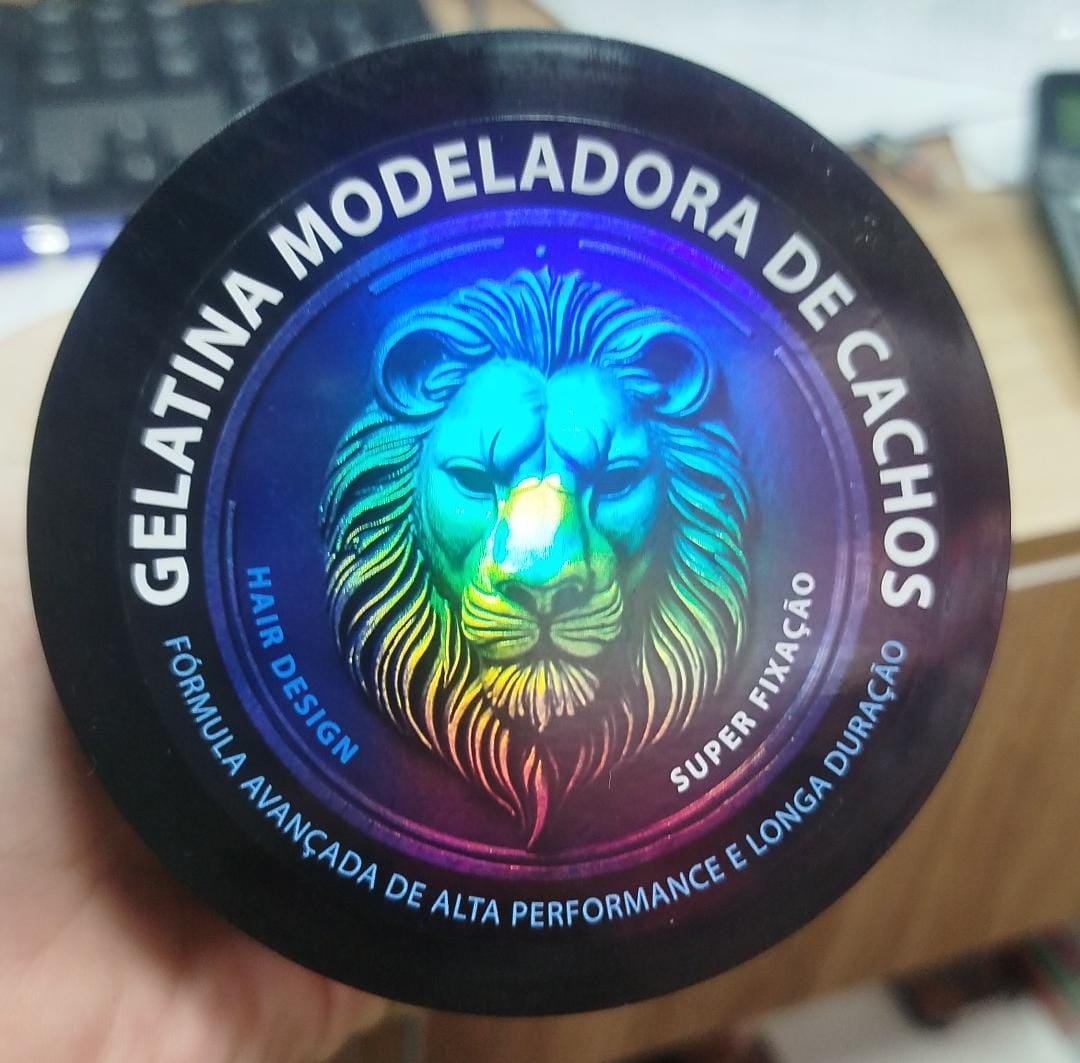 GELATINA MODELADORA DE CACHOS
HAIR DESIGN
SUPER FIXAÇÃO
FÓRMULA AVANÇADA DE ALTA PERFORMANCE E LONGA DURAÇÃO